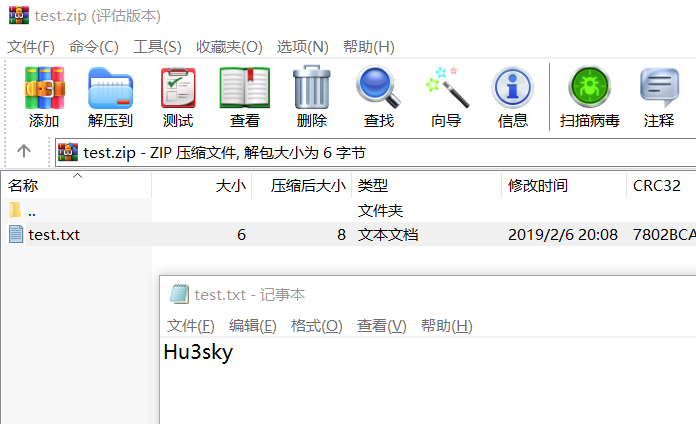 test.zip (评估版本)
文件(F) 命令(C) 工具(S) 收藏夹(O) 选项(N) 帮助(H)
添加 解压到 测试 查看 删除 查找 向导 信息 扫描病毒 注释
test.zip - ZIP 压缩文件, 解包大小为 6 字节
名称 大小 压缩后大小 类型 修改时间 CRC32
.. 文件夹
test.txt 6 8 文本文档 2019/2/6 20:08 7802BCA
test.txt - 记事本
文件(F) 编辑(E) 格式(O) 查看(V) 帮助(H)
Hu3sky